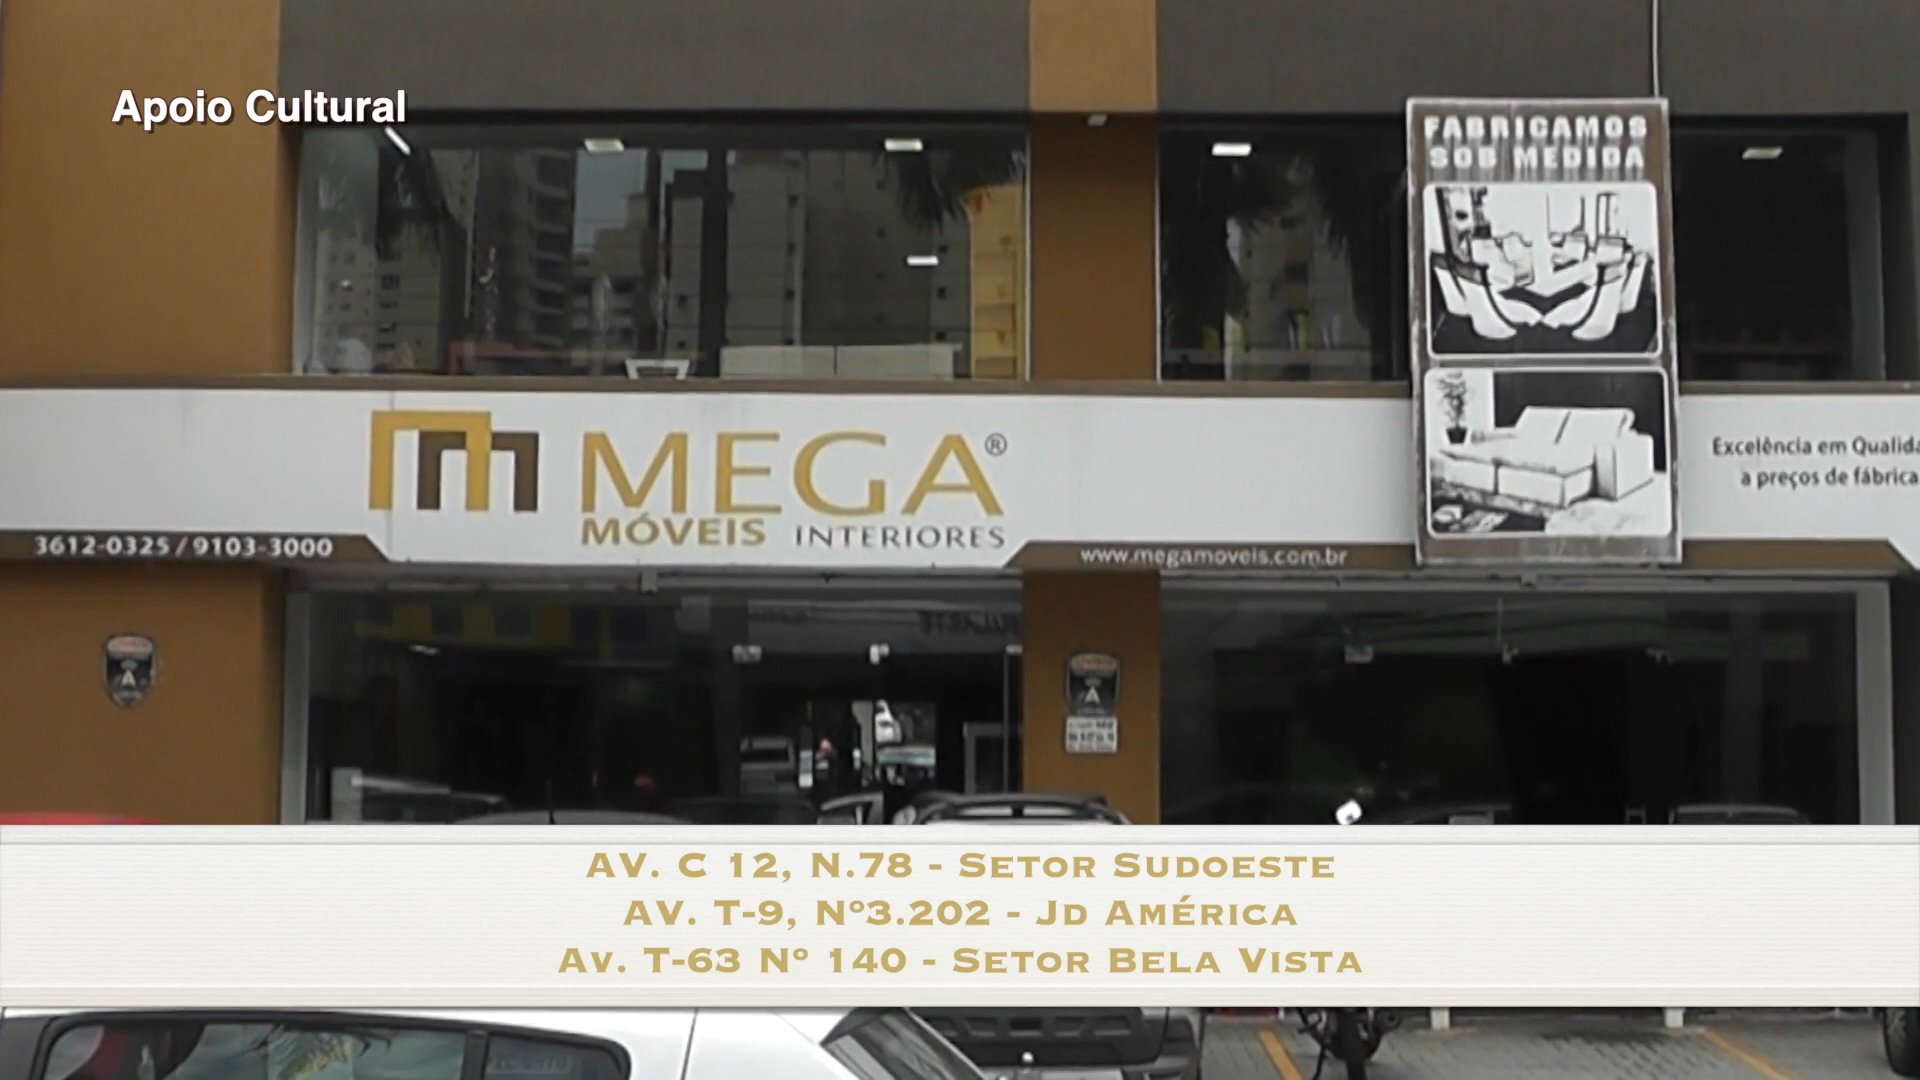 Apoio Cultural
FABRICAMOS
SOB MEDIDA
MEGA®
MÓVEIS INTERIORES
Excelência em Qualida
a preços de fábrica
3612-0325 / 9103-3000
www.megamoveis.com.br
AV. C 12, N.78 - Setor Sudoeste
AV. T-9, Nº3.202 - Jd América
Av. T-63 Nº 140 - Setor Bela Vista